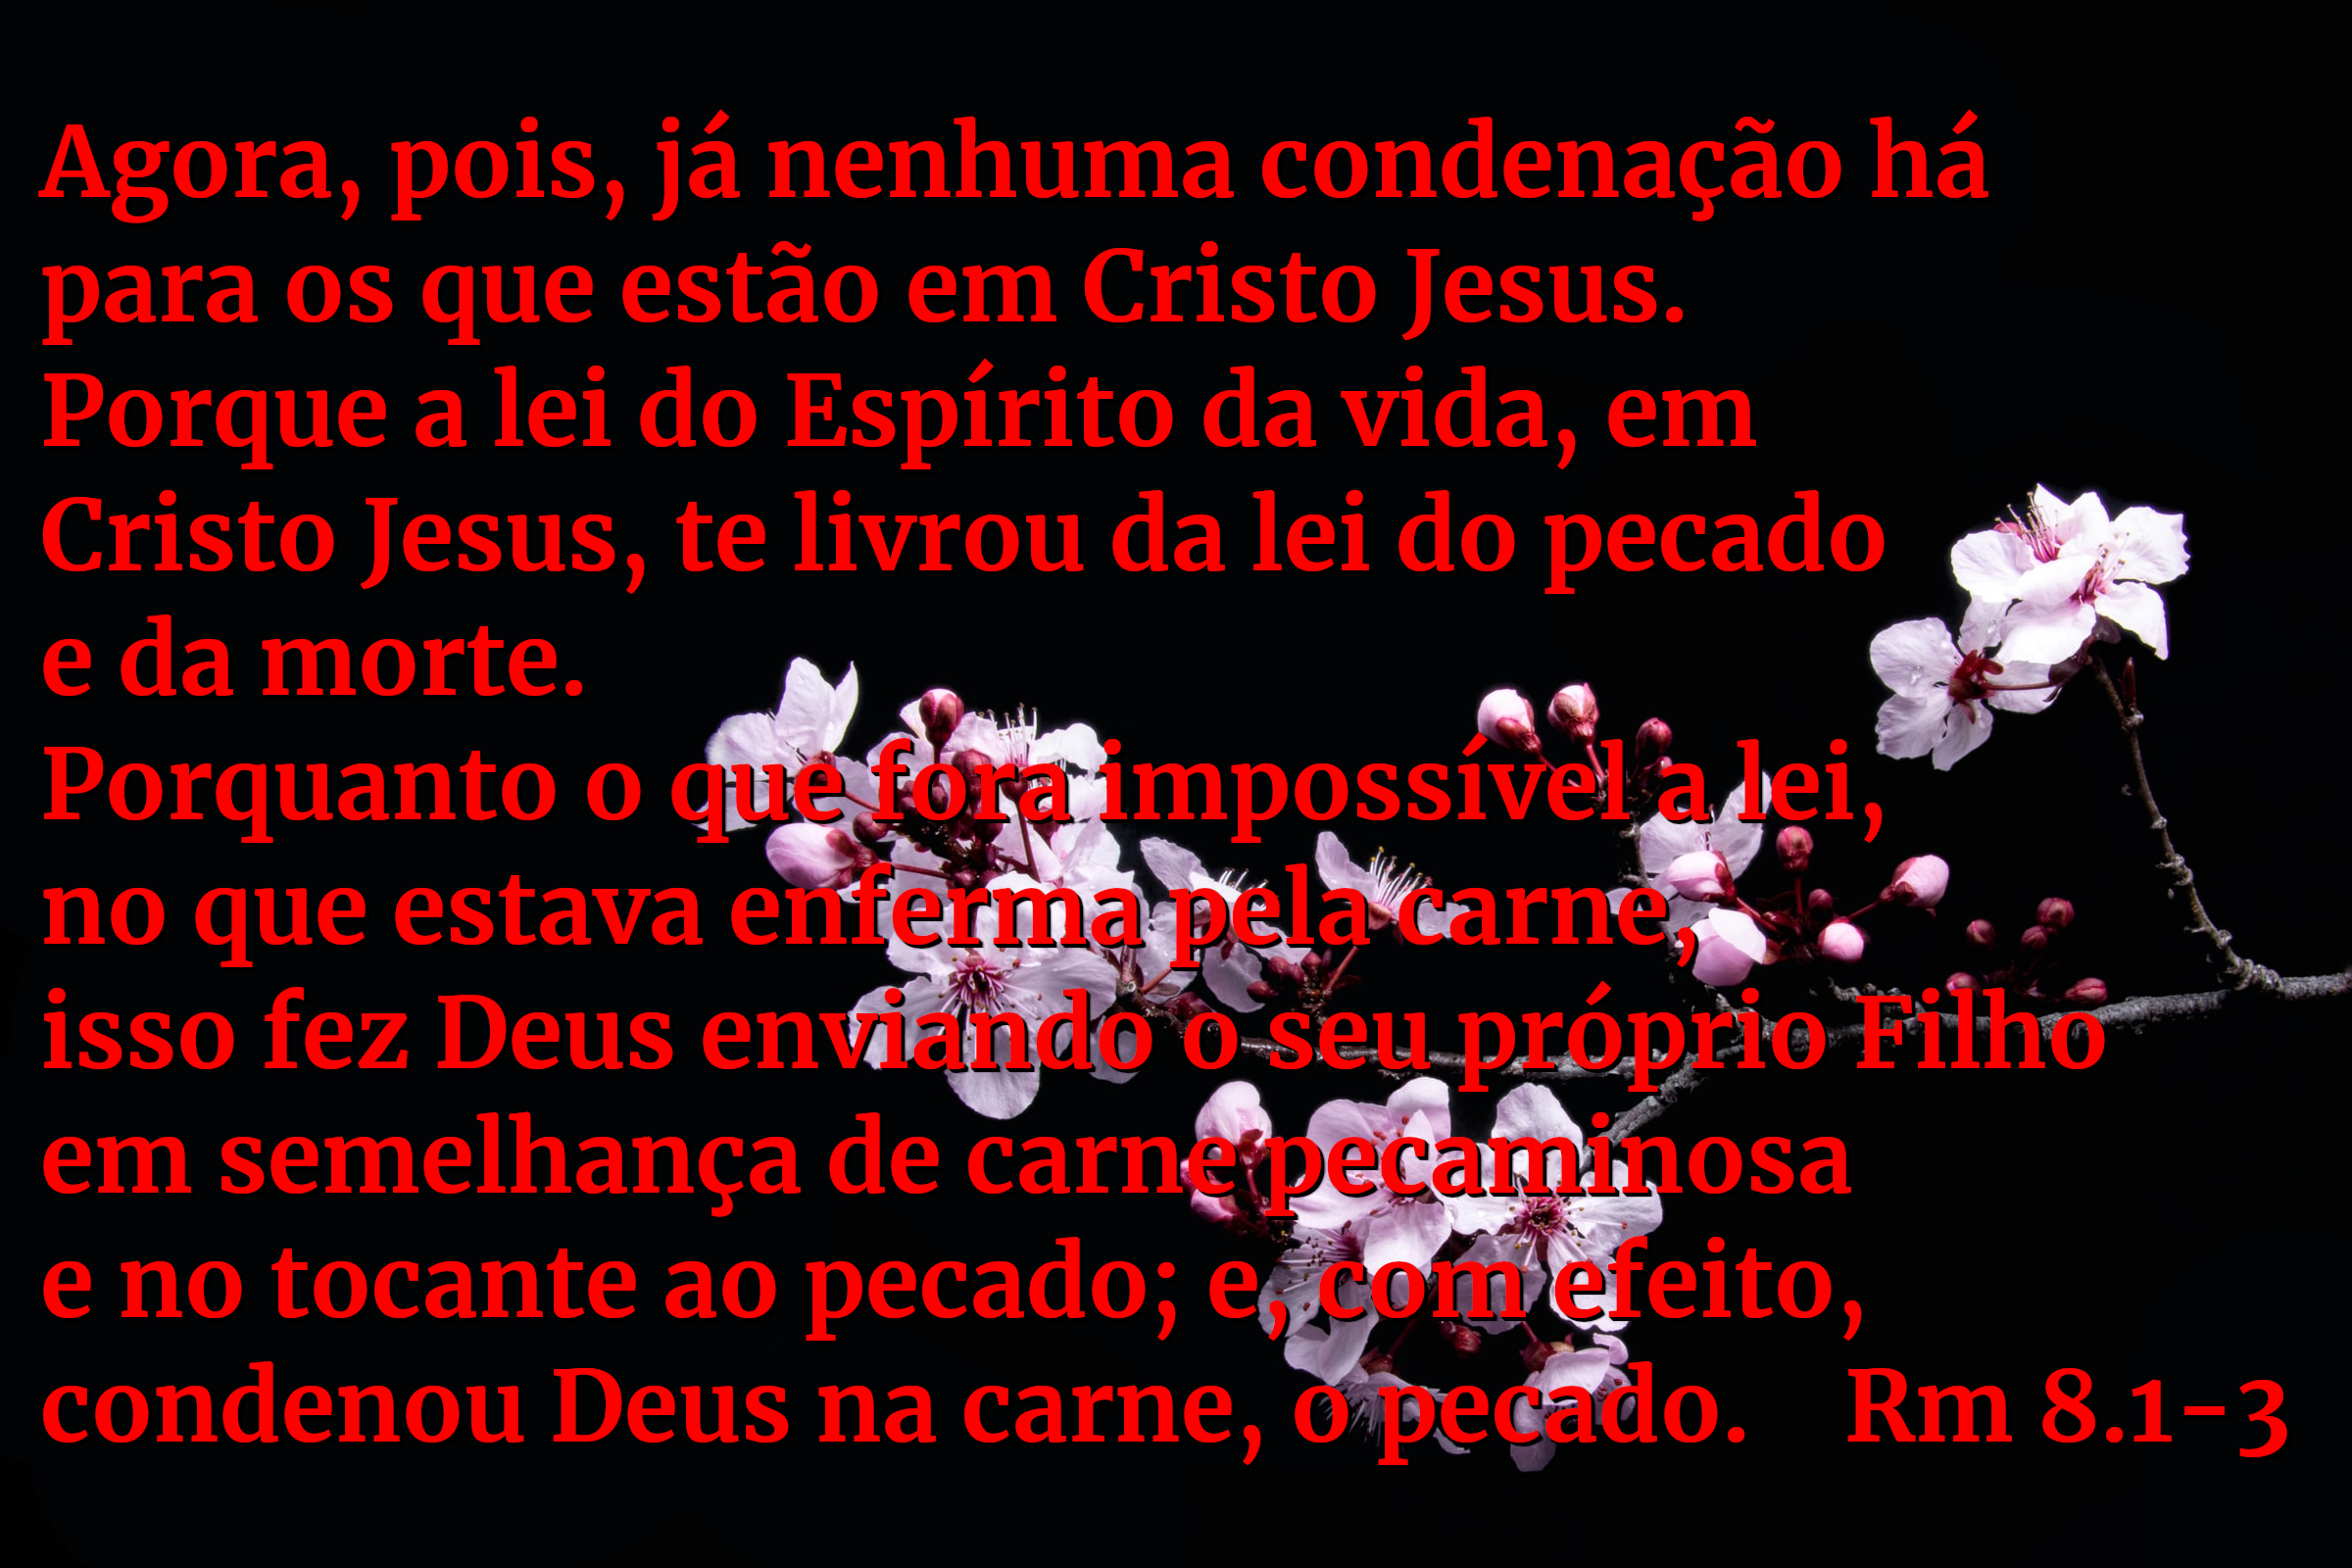 Agora, pois, já nenhuma condenação há
para os que estão em Cristo Jesus.
Porque a lei do Espírito da vida, em
Cristo Jesus, te livrou da lei do pecado
e da morte.
Porquanto o que fora impossível a lei,
no que estava enferma pela carne,
isso fez Deus enviando o seu próprio Filho
em semelhança de carne pecaminosa
e no tocante ao pecado; e, com efeito,
condenou Deus na carne, o pecado. Rm 8.1-3